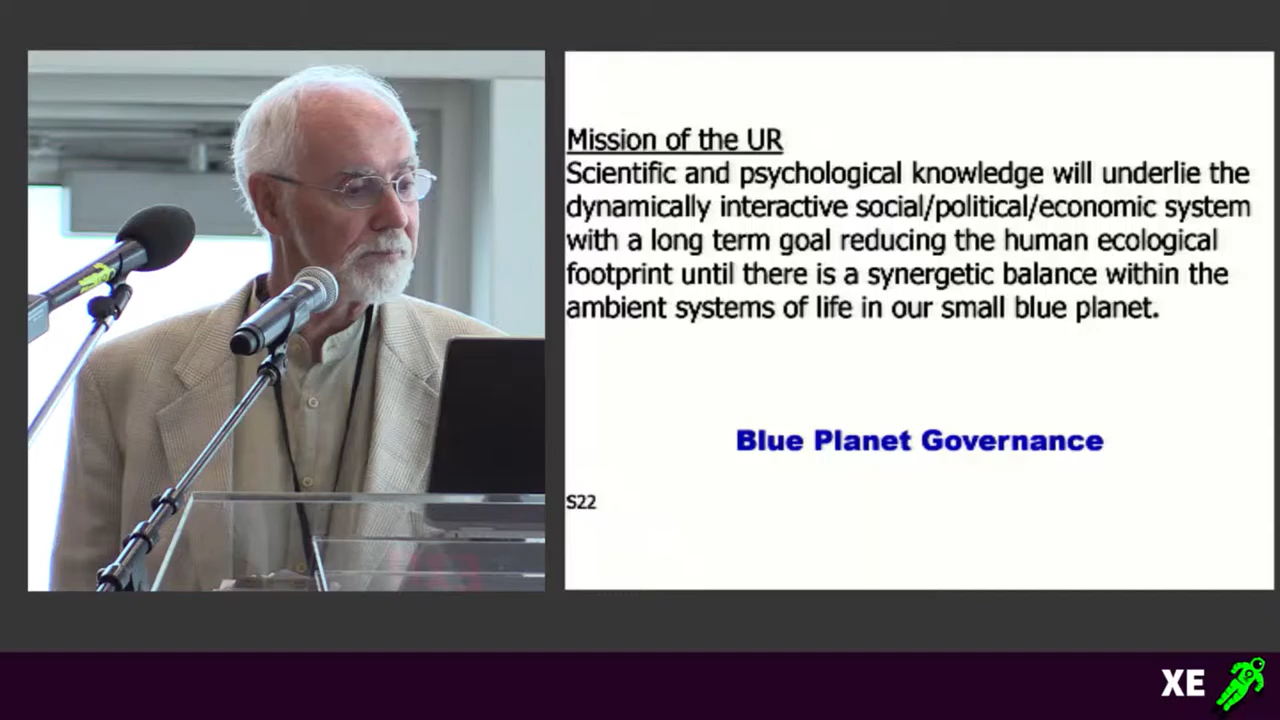 Mission of the UR
Scientific and psychological knowledge will underlie the
dynamically interactive social/political/economic system
with a long term goal reducing the human ecological
footprint until there is a synergetic balance within the
ambient systems of life in our small blue planet.
Blue Planet Governance
S22
XE